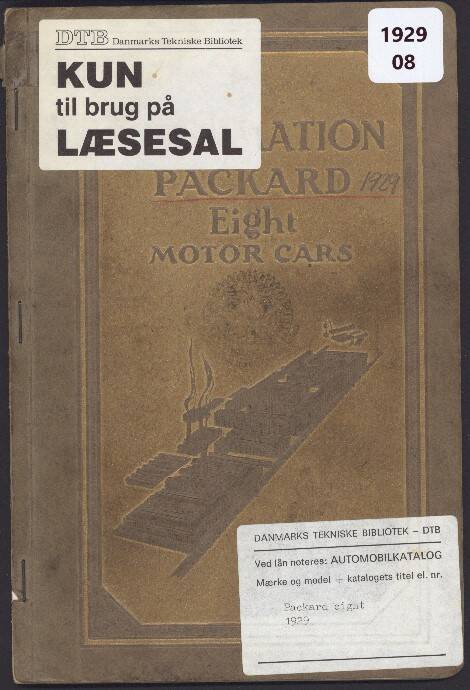 DTB Danmarks Tekniske Bibliotek
KUN
til brug på
LÆSESAL
1929
08
PACKARD 1929
Eight
MOTOR CARS
DANMARKS TEKNISKE BIBLIOTEK – DTB
Ved lån noteres: AUTOMOBILKATALOG
Mærke og model + katalogets titel el. nr.
Packard eight
1929